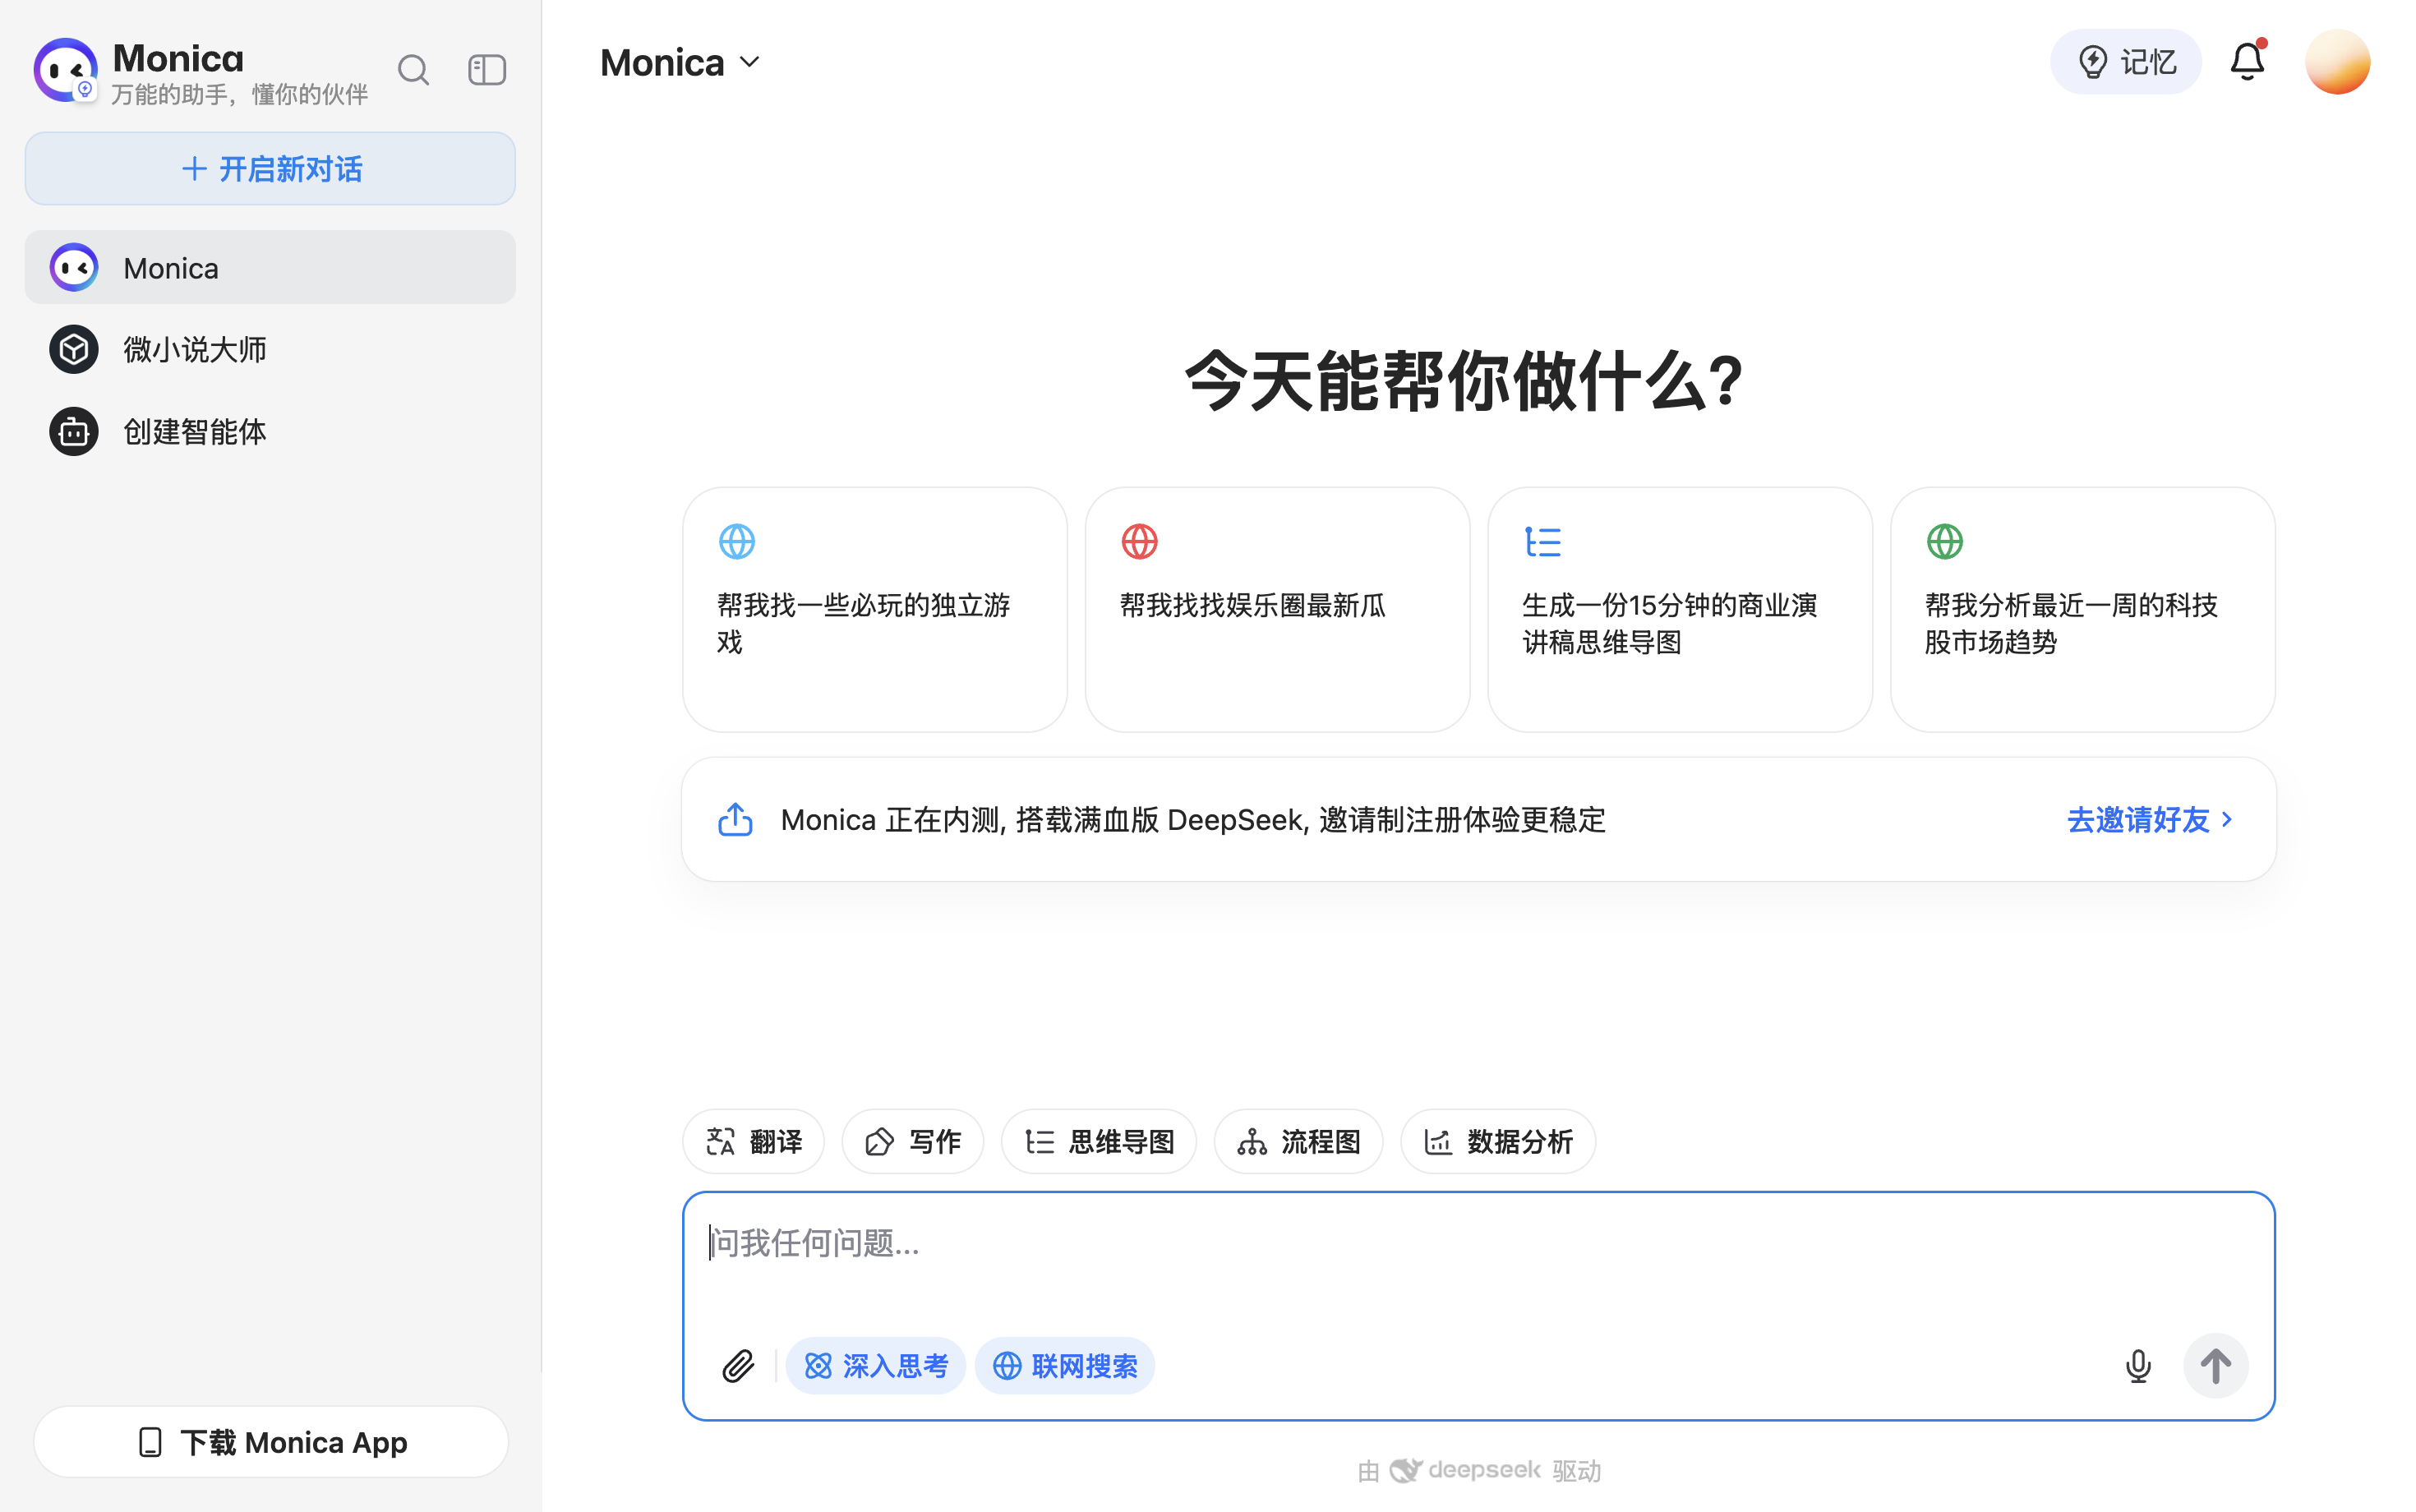 Monica
万能的助手，懂你的伙伴
开启新对话
Monica
微小说大师
创建智能体
下载 Monica App
Monica
记忆
今天能帮你做什么?
帮我找一些必玩的独立游
戏
帮我找找娱乐圈最新瓜
生成一份15分钟的商业演
讲稿思维导图
帮我分析最近一周的科技
股市场趋势
Monica 正在内测, 搭载满血版 DeepSeek, 邀请制注册体验更稳定
去邀请好友
翻译
写作
思维导图
流程图
数据分析
问我任何问题...
深入思考
联网搜索
由 deepseek 驱动